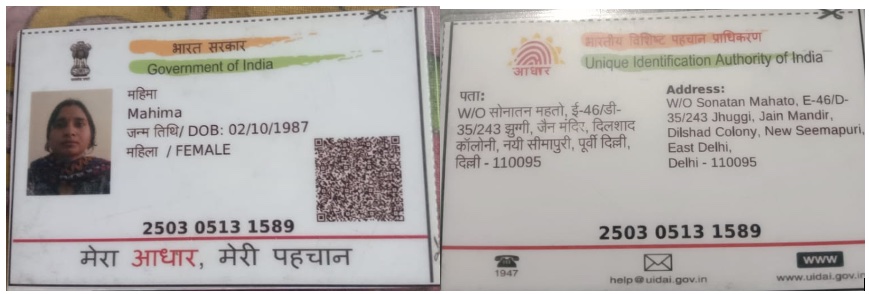 भारत सरकार
Government of India
महिमा
Mahima
जन्म तिथि/ DOB: 02/10/1987
महिला / FEMALE
2503 0513 1589
मेरा आधार, मेरी पहचान
भारतीय विशिष्ट पहचान प्राधिकरण
Unique Identification Authority of India
आधार
पता:
W/O सोनातन महतो, ई-46/डी-
35/243 झुग्गी, जैन मंदिर, दिलशाद
कॉलोनी, नयी सीमापुरी, पूर्वी दिल्ली,
दिल्ली - 110095
Address:
W/O Sonatan Mahato, E-46/D-
35/243 Jhuggi, Jain Mandir,
Dilshad Colony, New Seemapuri,
East Delhi,
Delhi - 110095
2503 0513 1589
1947
help@uidai.gov.in
www
www.uidai.gov.in